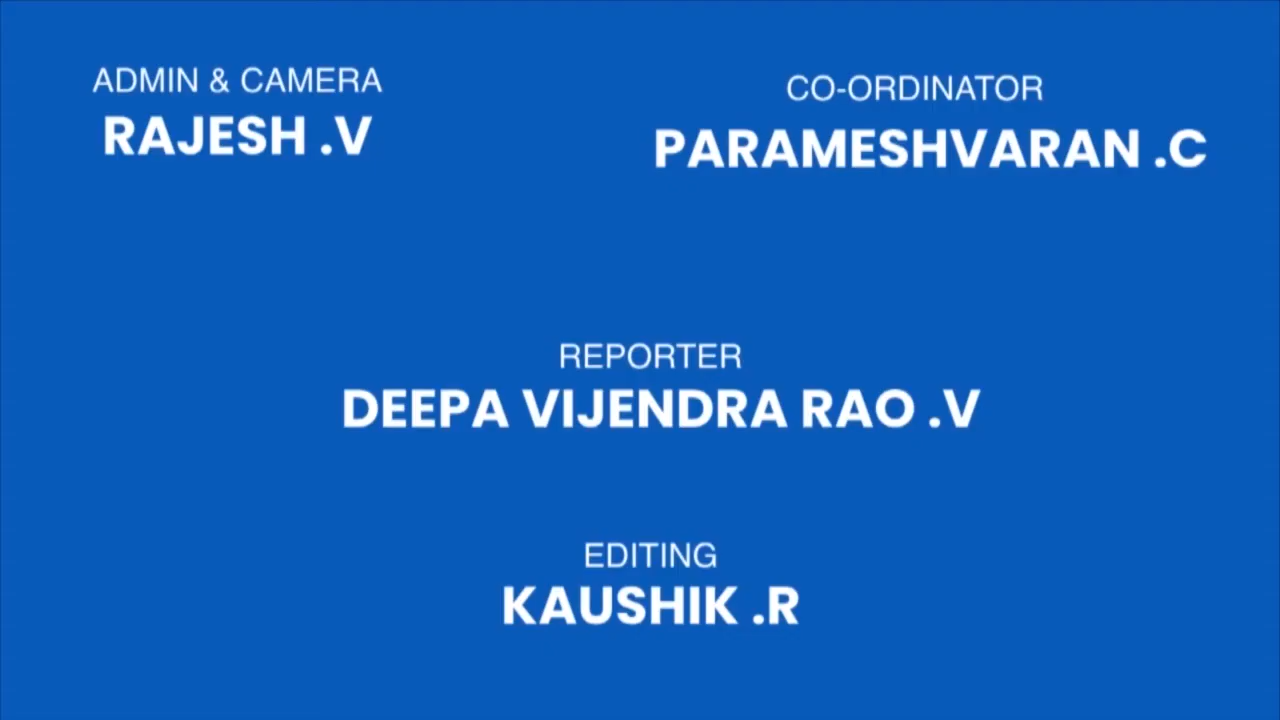 ADMIN & CAMERA
RAJESH .V
CO-ORDINATOR
PARAMESHVARAN .C
REPORTER
DEEPA VIJENDRA RAO .V
EDITING
KAUSHIK .R